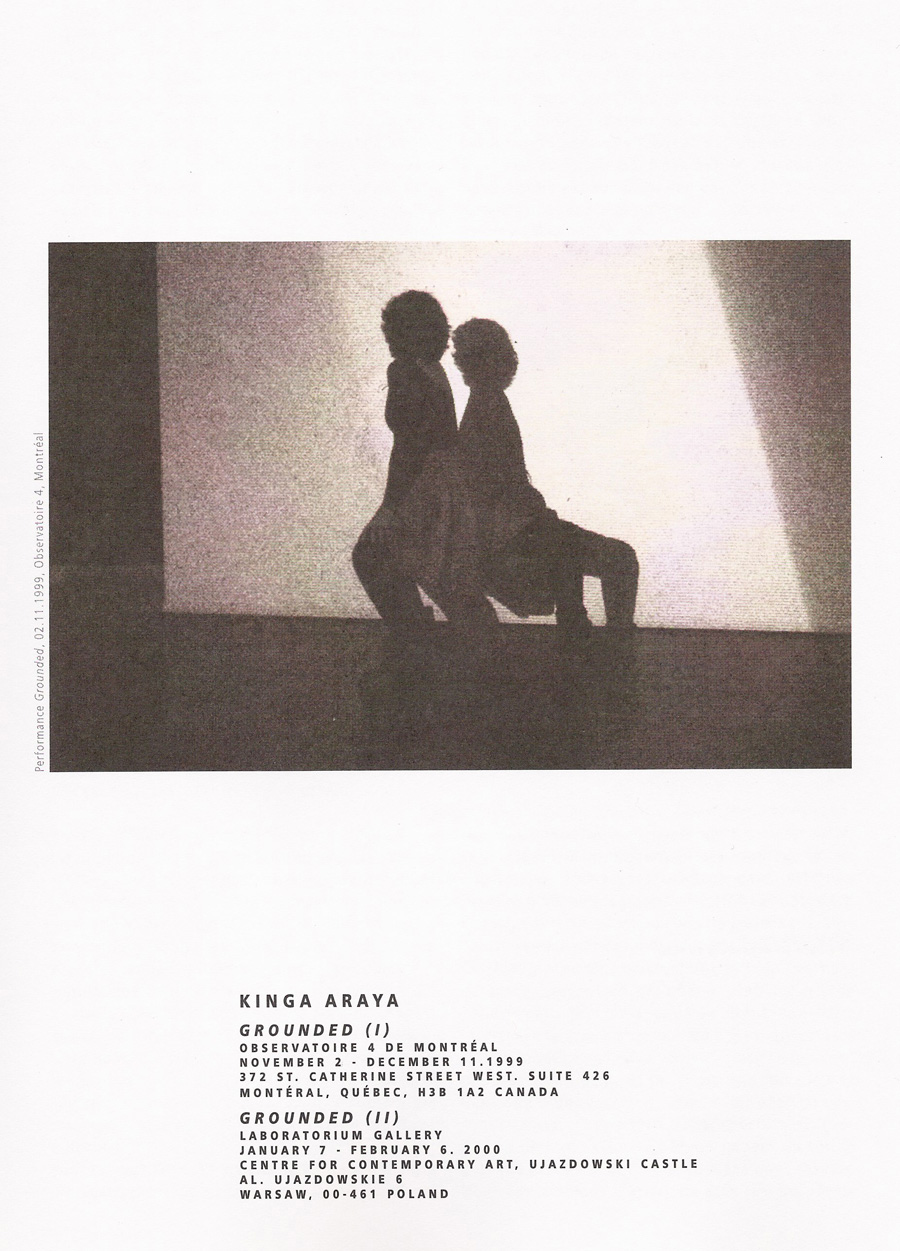 Performance Grounded, 02.11.1999, Observatoire 4, Montréal
KINGA ARAYA
GROUNDED (I)
OBSERVATOIRE 4 DE MONTRÉAL
NOVEMBER 2 - DECEMBER 11.1999
372 ST. CATHERINE STREET WEST. SUITE 426
MONTÉRAL, QUÉBEC, H3B 1A2 CANADA
GROUNDED (II)
LABORATORIUM GALLERY
JANUARY 7 - FEBRUARY 6. 2000
CENTRE FOR CONTEMPORARY ART, UJAZDOWSKI CASTLE
AL. UJAZDOWSKIE 6
WARSAW, 00-461 POLAND